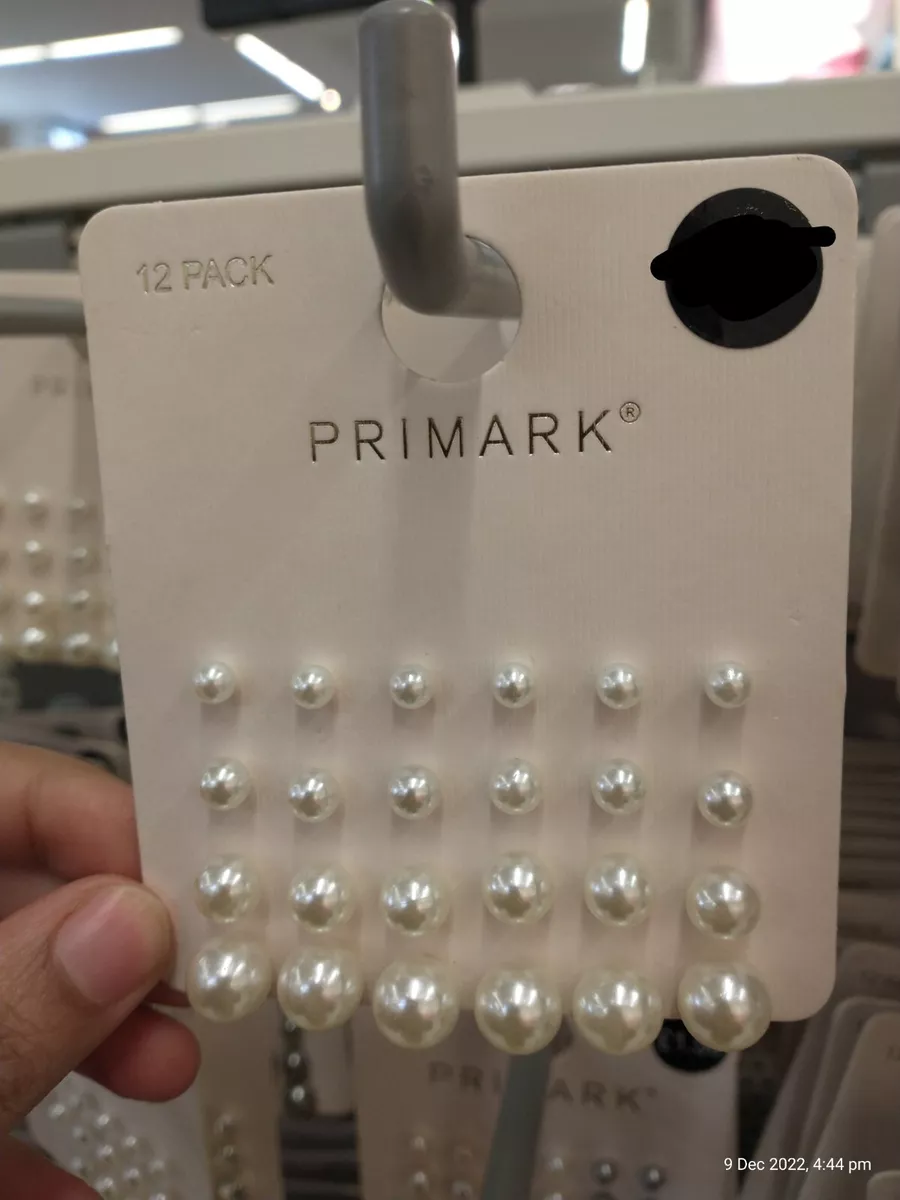 12 PACK
PRIMARK®
PRIMARK
9 Dec 2022, 4:44 pm